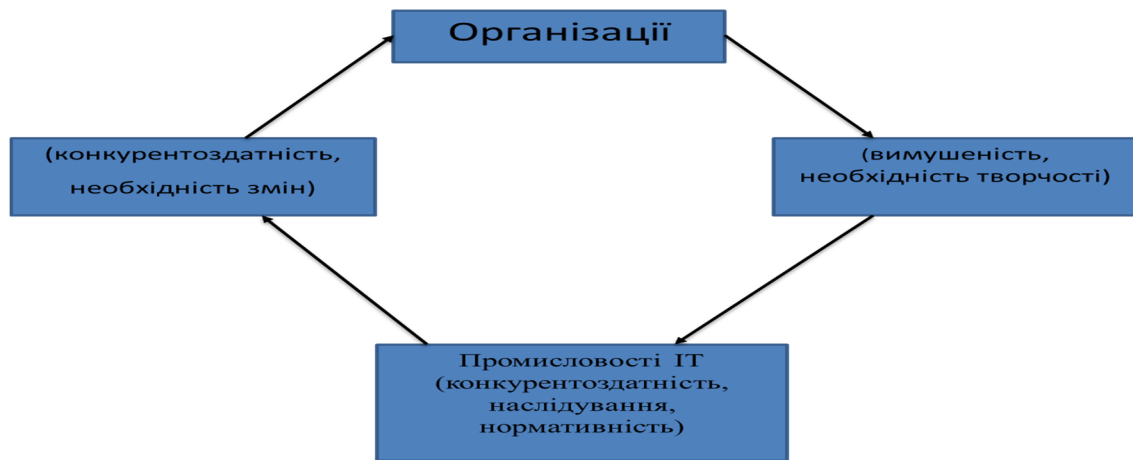 Організації
(конкурентоздатність,
необхідність змін)
(вимушеність,
необхідність творчості)
Промисловості ІТ
(конкурентоздатність,
наслідування,
нормативність)